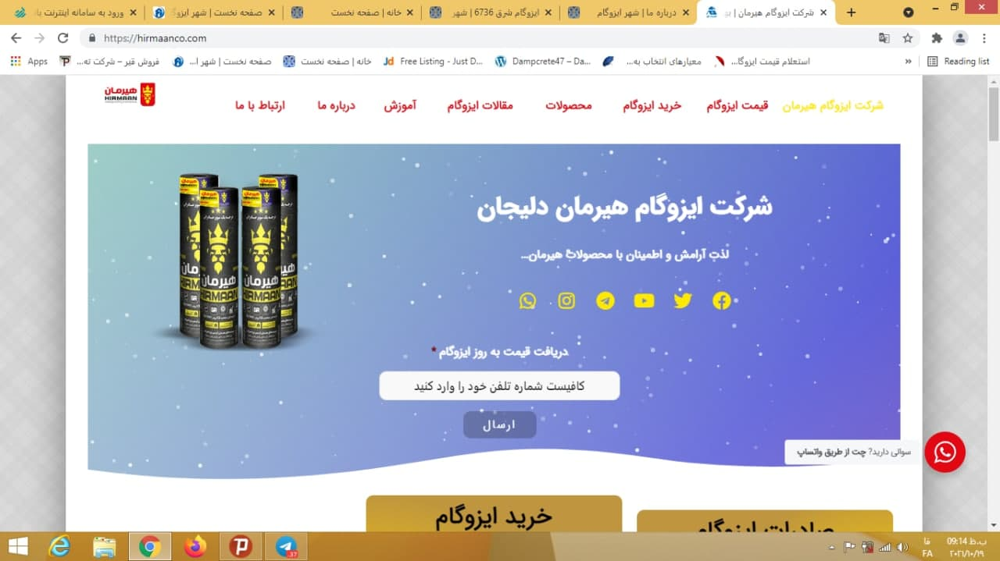 شرکت ایزوگام هیرمان | یو
درباره ما | شهر ایزوگام
ایزوگام شرق 6736 | شهر
خانه | صفحه نخست
صفحه نخست | شهر ایزوگ
ورود به سامانه اینترنت با
https://hirmaanco.com
Apps
فروش قیر – شرکت ته...
صفحه نخست | شهر ا...
خانه | صفحه نخست
Jd Free Listing - Just D...
Dampcrete47 – Da...
معیارهای انتخاب به...
استعلام قیمت ایزوگا...
»
Reading list
هیرمان
HIRMAAN
شرکت ایزوگام هیرمان
قیمت ایزوگام
خرید ایزوگام
محصولات
مقالات ایزوگام
آموزش
درباره ما
ارتباط با ما
شرکت ایزوگام هیرمان دلیجان
لذتِ آرامش و اطمینان با محصولاتِ هیرمان...
هیرمان
HIRMAAN
دریافت قیمت به روز ایزوگام *
کافیست شماره تلفن خود را وارد کنید
ارسال
سوالی دارید؟ چت از طریق واتساپ
خرید ایزوگام
صادرات ایزوگام
37
فا
FA
09:14 ب.ظ
۲۰۲۱/۱۰/۱۹